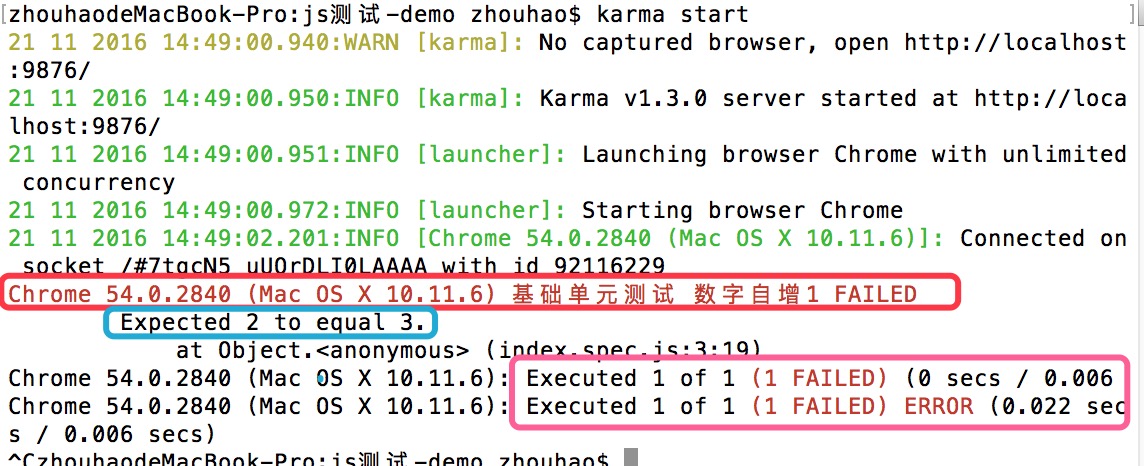 [zhouhaodeMacBook-Pro:js测试-demo zhouhao$ karma start ]
21 11 2016 14:49:00.940:WARN [karma]: No captured browser, open http://localhost
:9876/
21 11 2016 14:49:00.950:INFO [karma]: Karma v1.3.0 server started at http://loca
lhost:9876/
21 11 2016 14:49:00.951:INFO [launcher]: Launching browser Chrome with unlimited
 concurrency
21 11 2016 14:49:00.972:INFO [launcher]: Starting browser Chrome
21 11 2016 14:49:02.201:INFO [Chrome 54.0.2840 (Mac OS X 10.11.6)]: Connected on
 socket /#7tgcN5_uUOrDLI0LAAAA with id 92116229
Chrome 54.0.2840 (Mac OS X 10.11.6) 基础单元测试 数字自增1 FAILED
Expected 2 to equal 3.
at Object.<anonymous> (index.spec.js:3:19)
Chrome 54.0.2840 (Mac OS X 10.11.6): Executed 1 of 1 (1 FAILED) (0 secs / 0.006
Chrome 54.0.2840 (Mac OS X 10.11.6): Executed 1 of 1 (1 FAILED) ERROR (0.022 sec
s / 0.006 secs)
^CzhouhaodeMacBook-Pro:js测试-demo zhouhao$